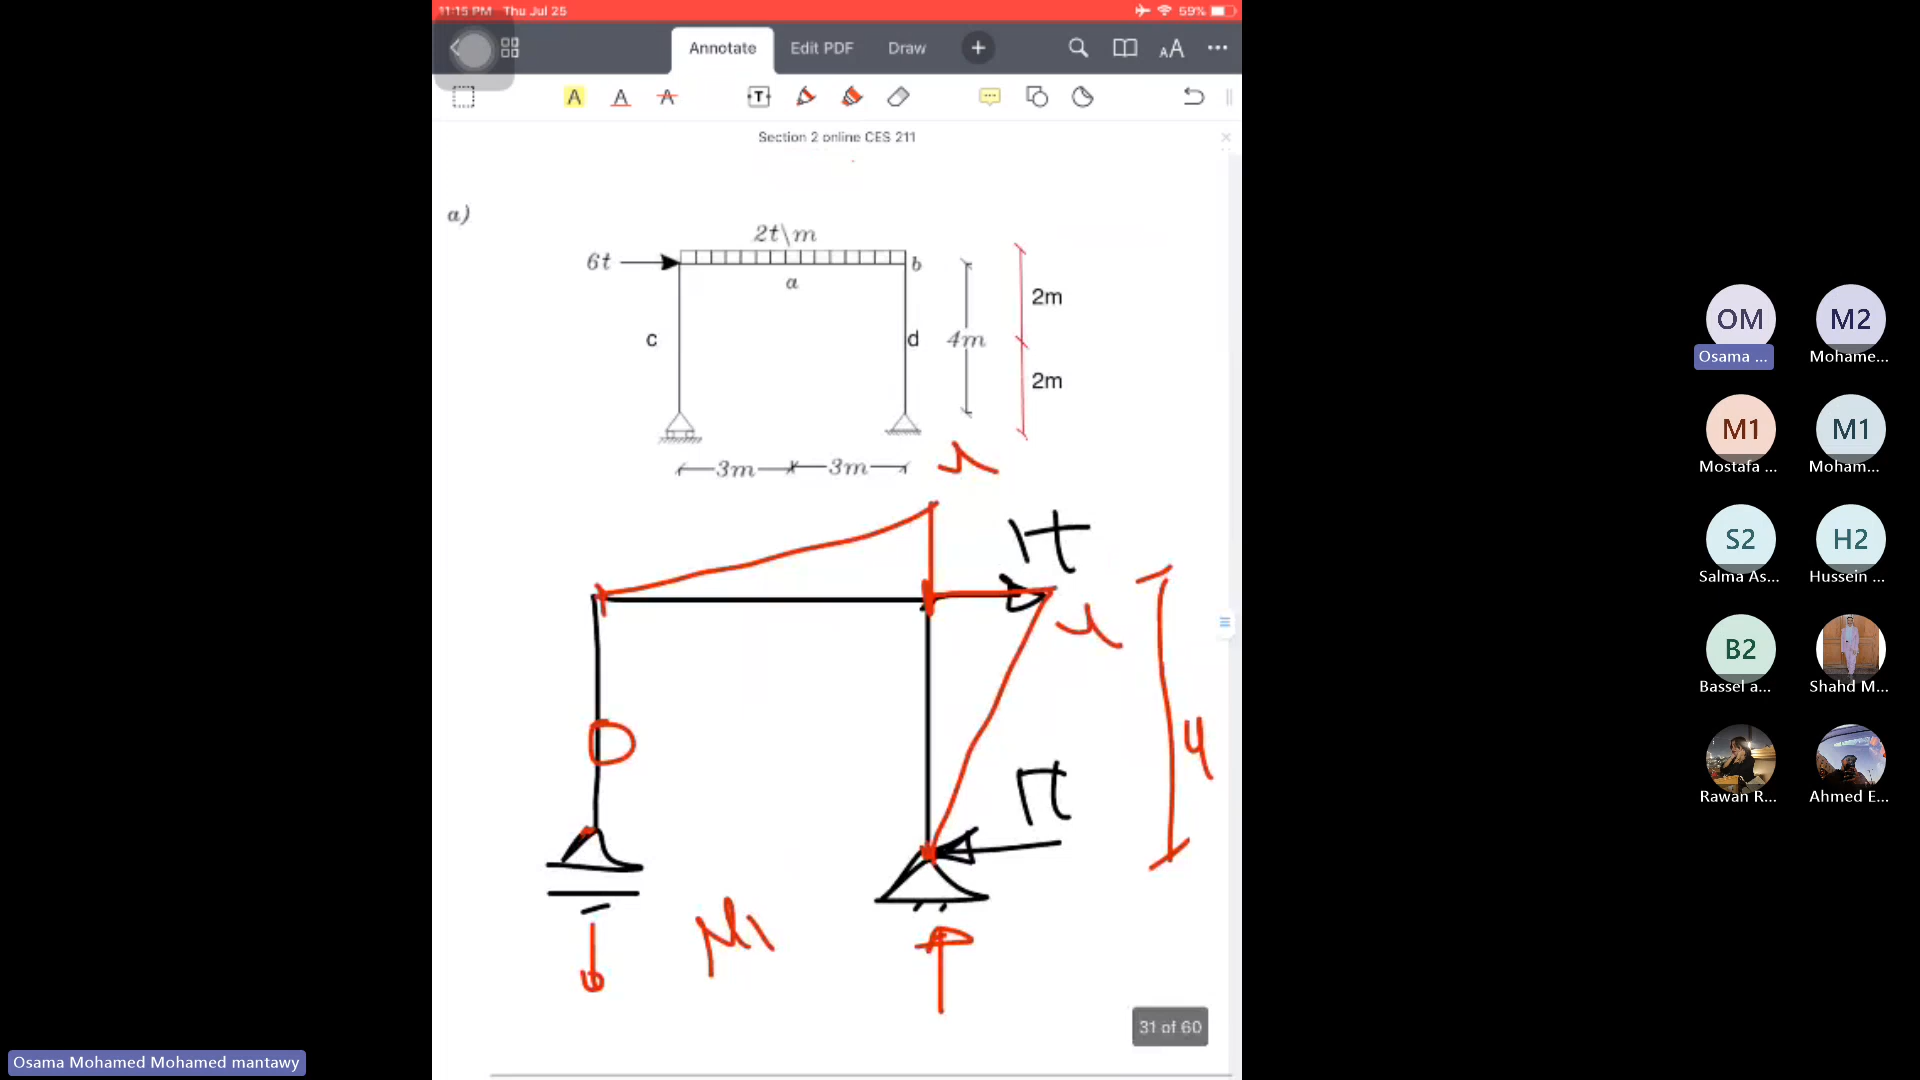 11:15 PM Thu Jul 25
59%
Annotate Edit PDF Draw
AA
A A A T
Section 2 online CES 211
a)
2t\m
6t
b
a
2m
c
d
4m
2m
3m
3m
1t
4
1t
M1
31 of 60
OM
Osama ...
M2
Mohame...
M1
Mostafa ...
M1
Moham...
S2
Salma As...
H2
Hussein ...
B2
Bassel a...
Shahd M...
Rawan R...
Ahmed E...
Osama Mohamed Mohamed mantawy